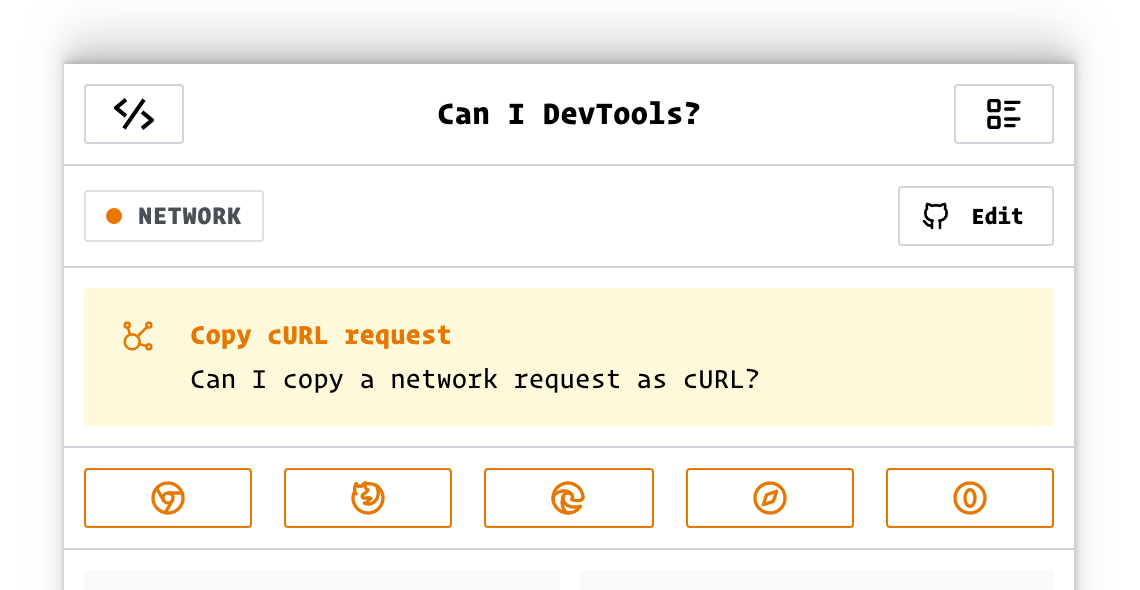 Can I DevTools?
NETWORK
Edit
Copy cURL request
Can I copy a network request as cURL?